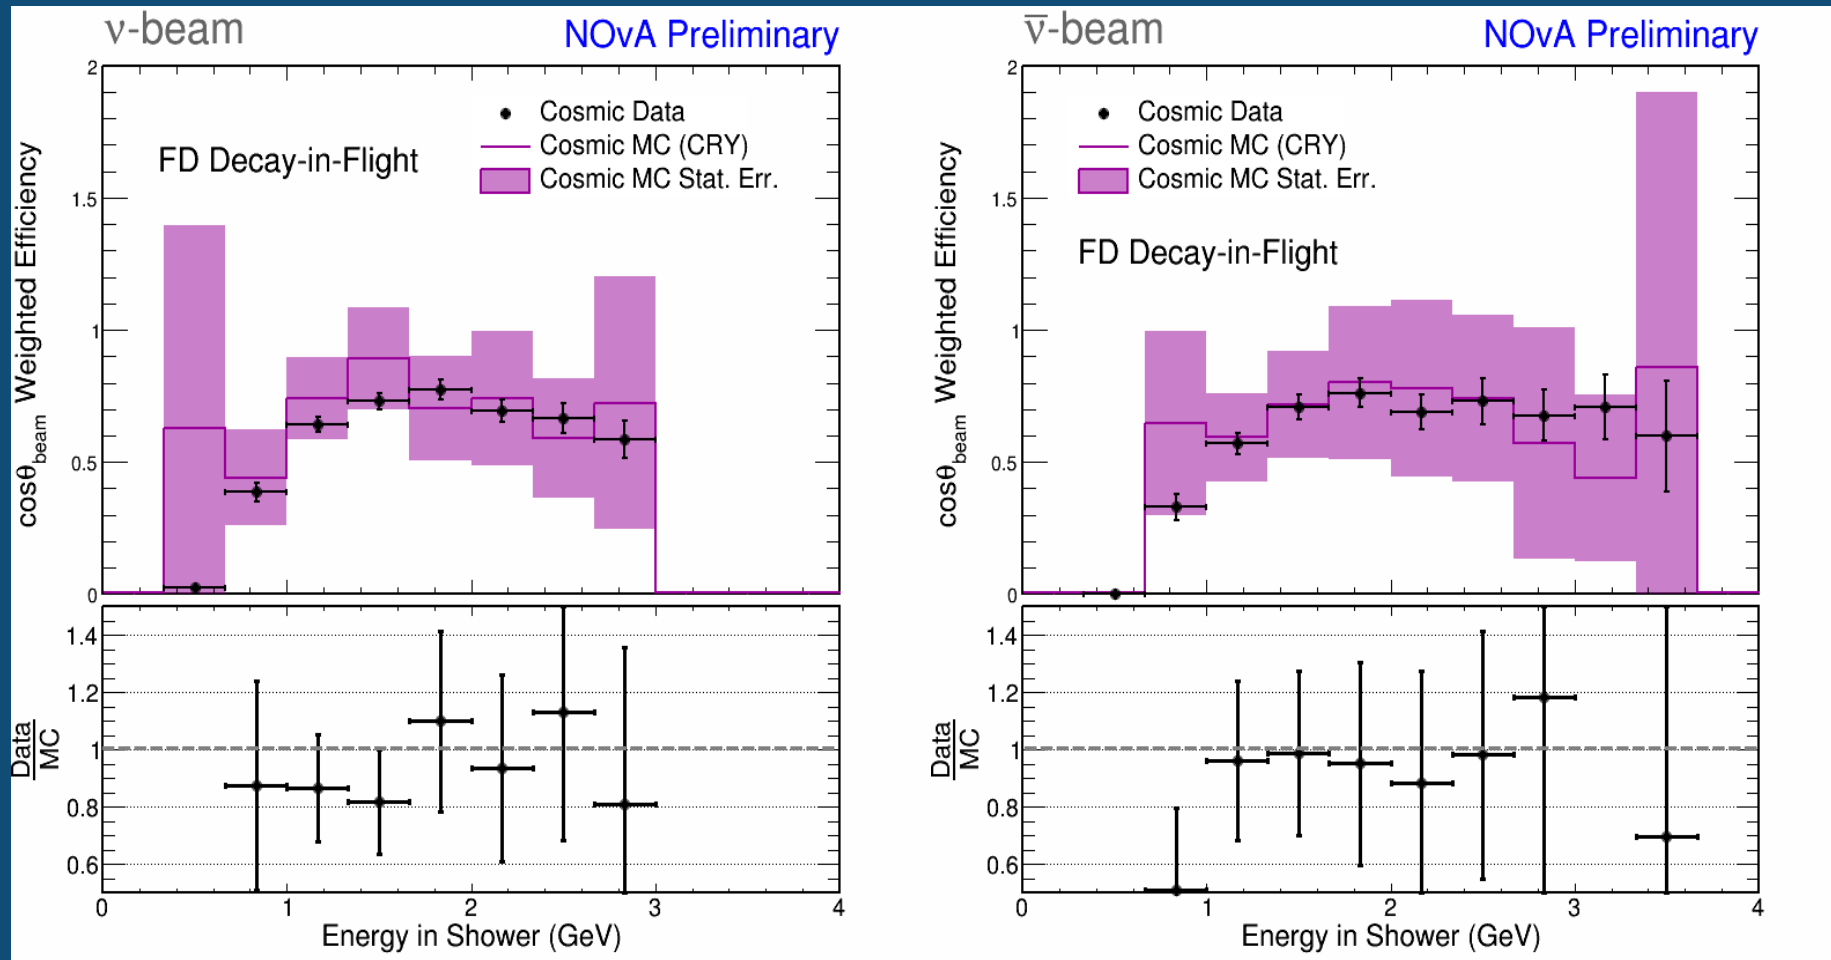 ν-beam
NOvA Preliminary
2
1.5
1
0.5
0
cosθbeam Weighted Efficiency
Cosmic Data
Cosmic MC (CRY)
Cosmic MC Stat. Err.
FD Decay-in-Flight
1.4
1.2
1
0.8
0.6
Data
MC
0 1 2 3 4
Energy in Shower (GeV)
ν̅-beam
NOvA Preliminary
2
1.5
1
0.5
0
cosθbeam Weighted Efficiency
Cosmic Data
Cosmic MC (CRY)
Cosmic MC Stat. Err.
FD Decay-in-Flight
1.4
1.2
1
0.8
0.6
Data
MC
0 1 2 3 4
Energy in Shower (GeV)